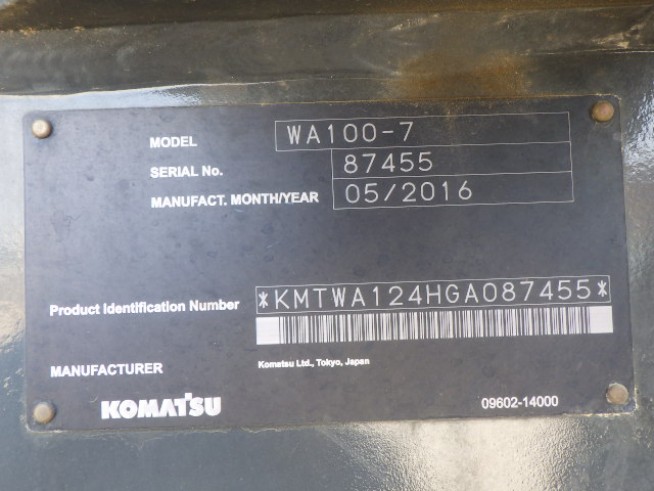 MODEL WA100-7
SERIAL No. 87455
MANUFACT. MONTH/YEAR 05/2016
Product Identification Number *KMTWA124HGA087455*
MANUFACTURER Komatsu Ltd., Tokyo, Japan
KOMATSU 09602-14000